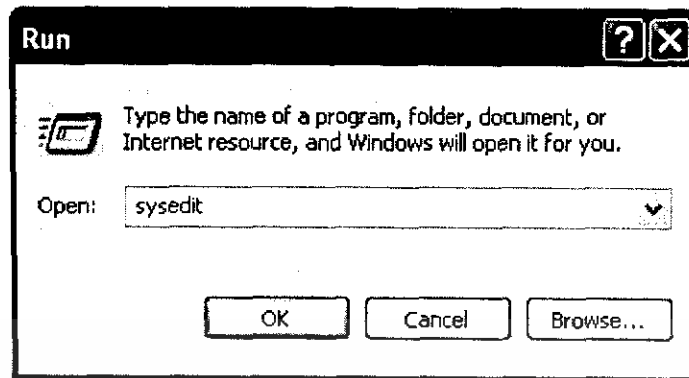 Run
Type the name of a program, folder, document, or
Internet resource, and Windows will open it for you.
Open: sysedit
OK Cancel Browse...